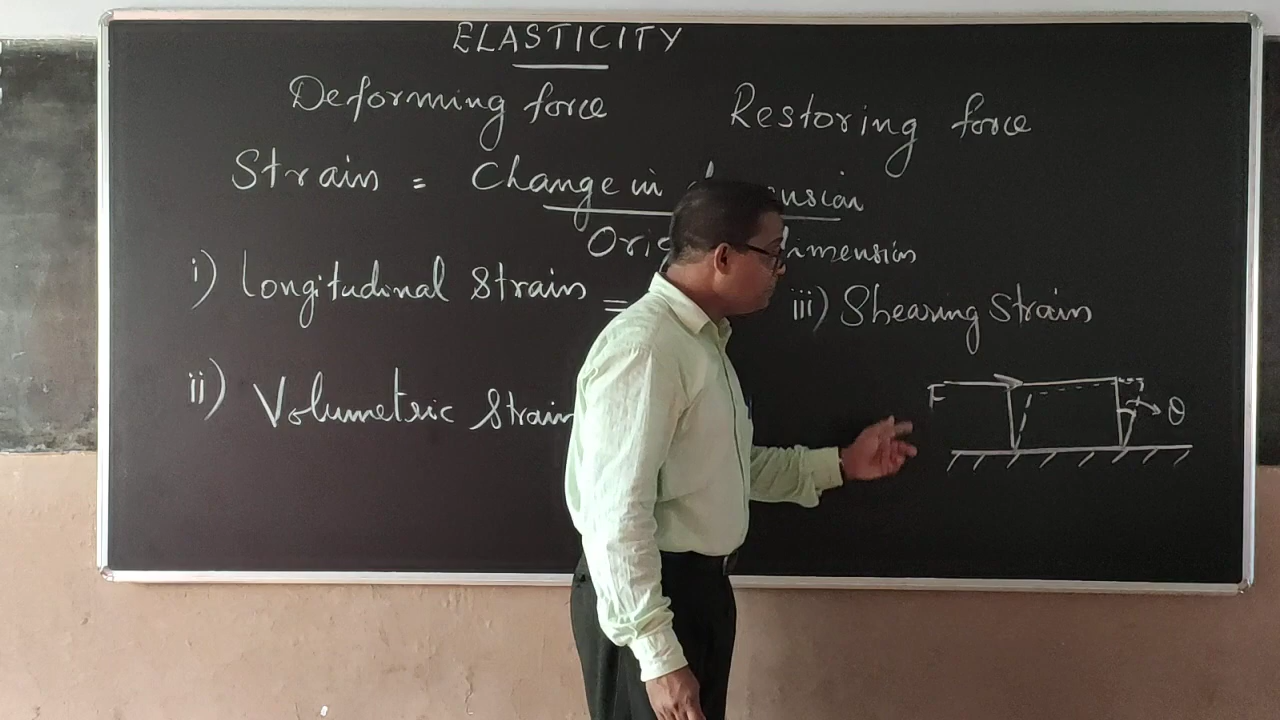 ELASTICITY
Deforming force
Restoring force
Strain = Change in
dimension
i) Longitudinal Strain =
ii) Volumetric Strain
iii) Shearing Strain
F
θ